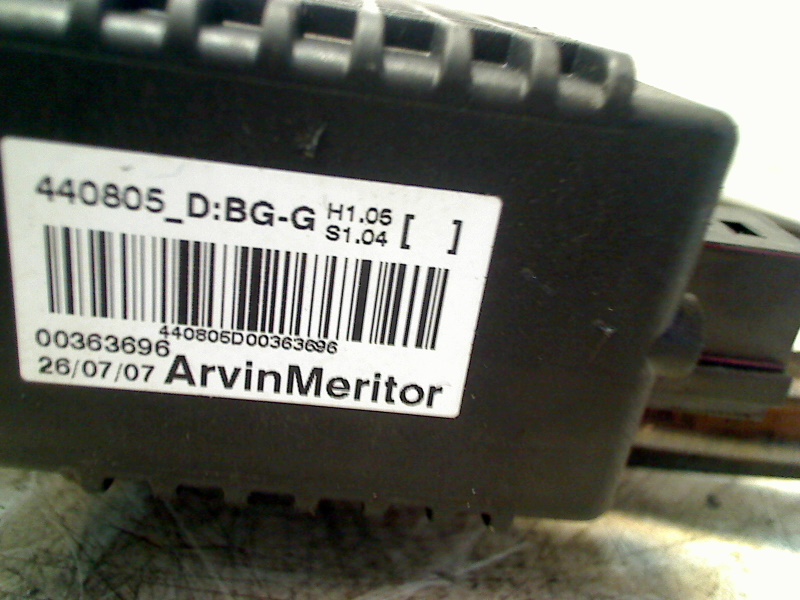 440805_D:BG-G H1.05 [ ]
S1.04
440805D00363696
00363696
26/07/07 ArvinMeritor